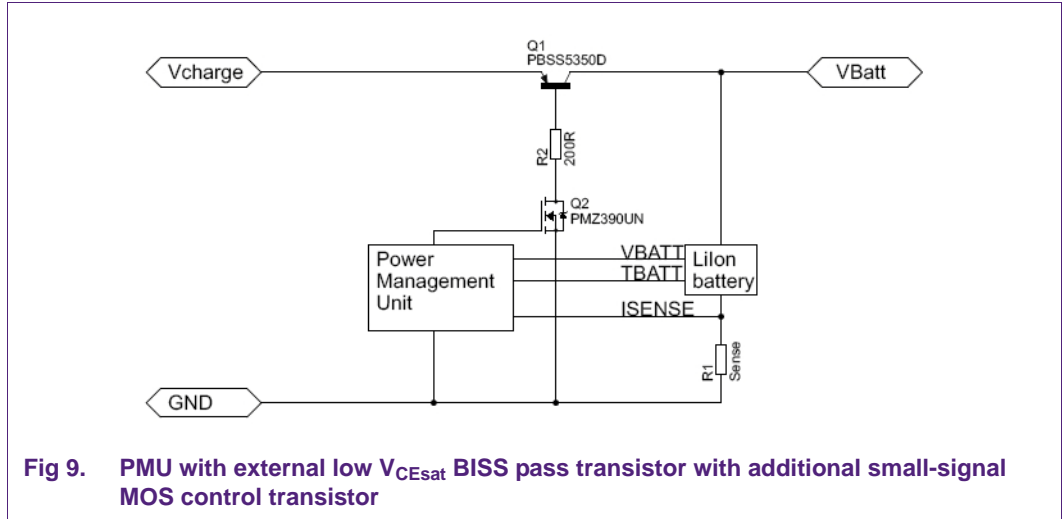 Q1
PBSS5350D
Vcharge
VBatt
R2
200R
Q2
PMZ390UN
Power
Management
Unit
VBATT
TBATT
LiIon
battery
ISENSE
R1
Sense
GND
Fig 9. PMU with external low VCEsat BISS pass transistor with additional small-signal
MOS control transistor